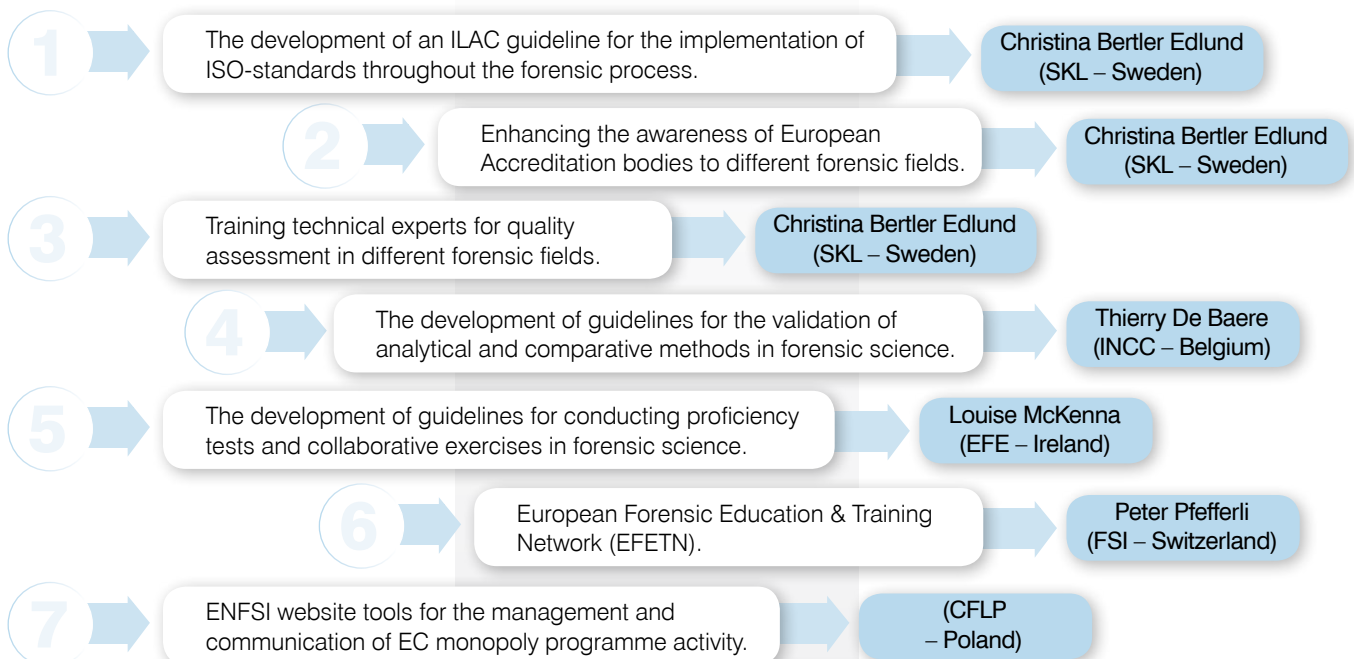 1
The development of an ILAC guideline for the implementation of
ISO-standards throughout the forensic process.
Christina Bertler Edlund
(SKL – Sweden)
2
Enhancing the awareness of European
Accreditation bodies to different forensic fields.
Christina Bertler Edlund
(SKL – Sweden)
3
Training technical experts for quality
assessment in different forensic fields.
Christina Bertler Edlund
(SKL – Sweden)
4
The development of guidelines for the validation of
analytical and comparative methods in forensic science.
Thierry De Baere
(INCC – Belgium)
5
The development of guidelines for conducting proficiency
tests and collaborative exercises in forensic science.
Louise McKenna
(EFE – Ireland)
6
European Forensic Education & Training
Network (EFETN).
Peter Pfefferli
(FSI – Switzerland)
7
ENFSI website tools for the management and
communication of EC monopoly programme activity.
(CFLP
– Poland)